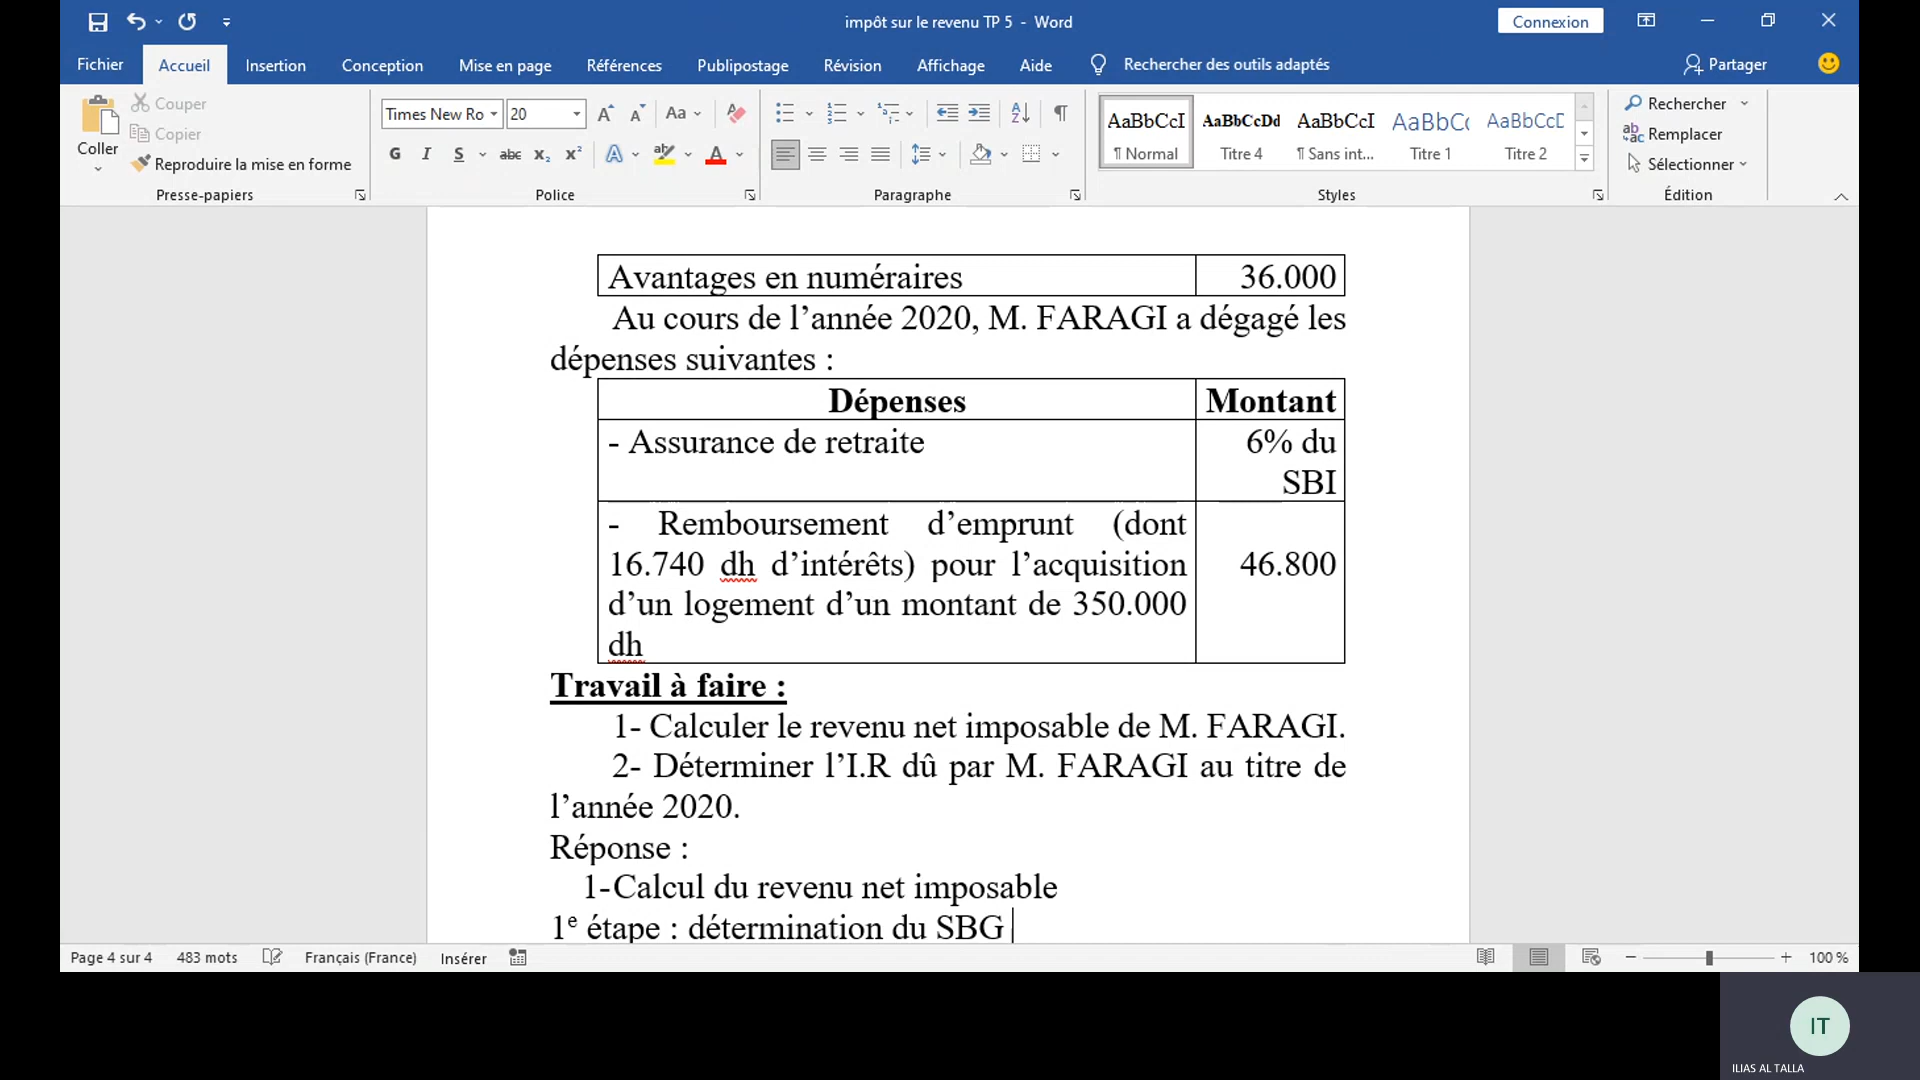 impôt sur le revenu TP 5 - Word
Connexion
Fichier Accueil Insertion Conception Mise en page Références Publipostage Révision Affichage Aide Rechercher des outils adaptés Partager
Coller
Couper
Copier
Reproduire la mise en forme
Presse-papiers
Times New Ro 20
Aa
G I S abc x₂ x²
Police
Paragraphe
AaBbCcI AaBbCcDd AaBbCcI AaBbC AaBbCcD
¶ Normal Titre 4 ¶ Sans int... Titre 1 Titre 2
Styles
Rechercher
Remplacer
Sélectionner
Édition
Avantages en numéraires 36.000
Au cours de l’année 2020, M. FARAGI a dégagé les
dépenses suivantes :
Dépenses Montant
- Assurance de retraite 6% du
SBI
- Remboursement d’emprunt (dont
16.740 dh d’intérêts) pour l’acquisition 46.800
d’un logement d’un montant de 350.000
dh
Travail à faire :
1- Calculer le revenu net imposable de M. FARAGI.
2- Déterminer l’I.R dû par M. FARAGI au titre de
l’année 2020.
Réponse :
1-Calcul du revenu net imposable
1e étape : détermination du SBG
Page 4 sur 4 483 mots Français (France) Insérer 100 %
IT
ILIAS AL TALLA